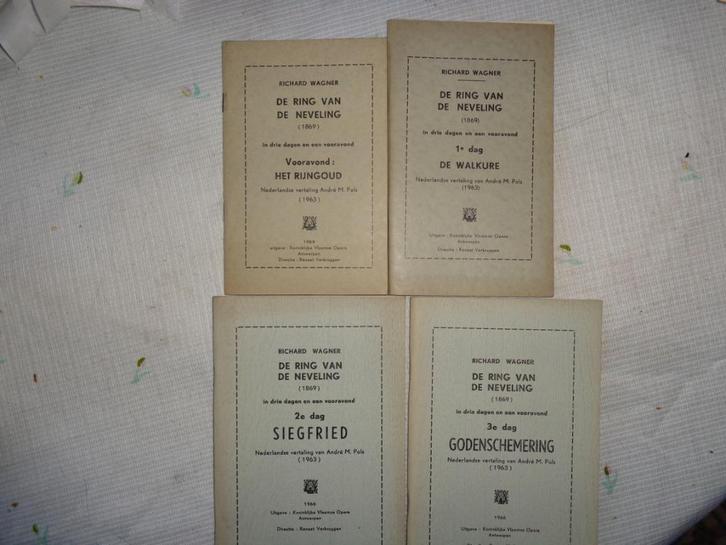 RICHARD WAGNER
DE RING VAN
DE NEVELING
(1869)
in drie dagen en een vooravond
Vooravond:
HET RIJNGOUD
Nederlandse vertaling André M. Pols
(1963)
uitgave : Koninklijke Vlaamse Opera
Antwerpen
Directie : Renaat Verbruggen
RICHARD WAGNER
DE RING VAN
DE NEVELING
(1869)
in drie dagen en een vooravond
1e dag
DE WALKURE
Nederlandse vertaling van André M. Pols
(1963)
Uitgave : Koninklijke Vlaamse Opera
Antwerpen
Directie : Renaat Verbruggen
RICHARD WAGNER
DE RING VAN
DE NEVELING
(1869)
in drie dagen en een vooravond
2e dag
SIEGFRIED
Nederlandse vertaling van André M. Pols
(1963)
1966
Uitgave : Koninklijke Vlaamse Opera
Antwerpen
Directie : Renaat Verbruggen
RICHARD WAGNER
DE RING VAN
DE NEVELING
(1869)
in drie dagen en een vooravond
3e dag
GODENSCHEMERING
Nederlandse vertaling van André M. Pols
(1963)
1966
Uitgave : Koninklijke Vlaamse Opera
Antwerpen